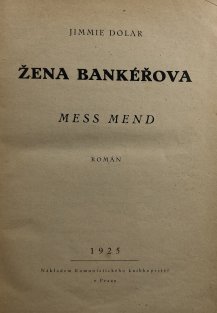 JIMMIE DOLAR
ŽENA BANKÉŘOVA
MESS MEND
ROMÁN
1925
Nákladem Komunistického knihkupectví
v Praze